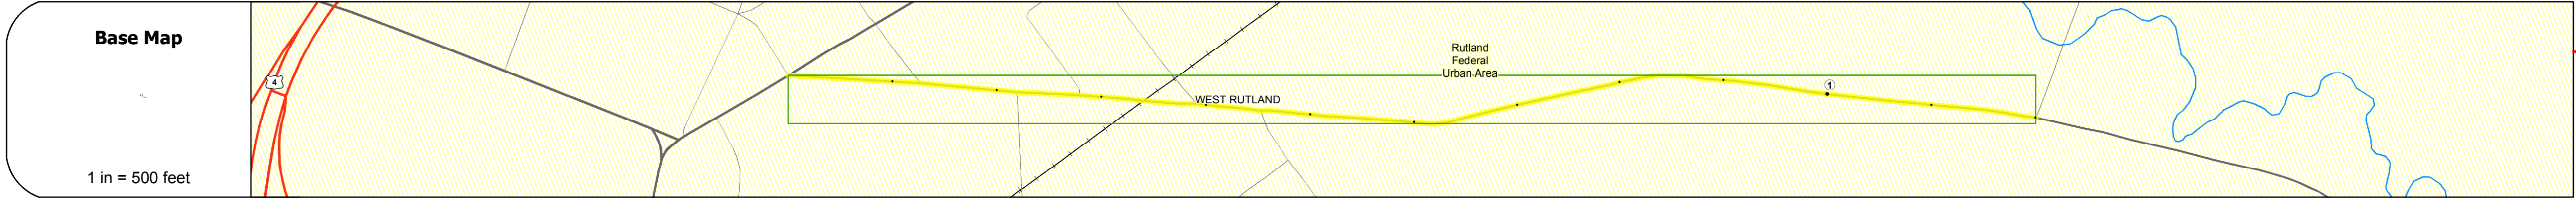 Base Map
1 in = 500 feet
4
Rutland
Federal
Urban Area
WEST RUTLAND
1